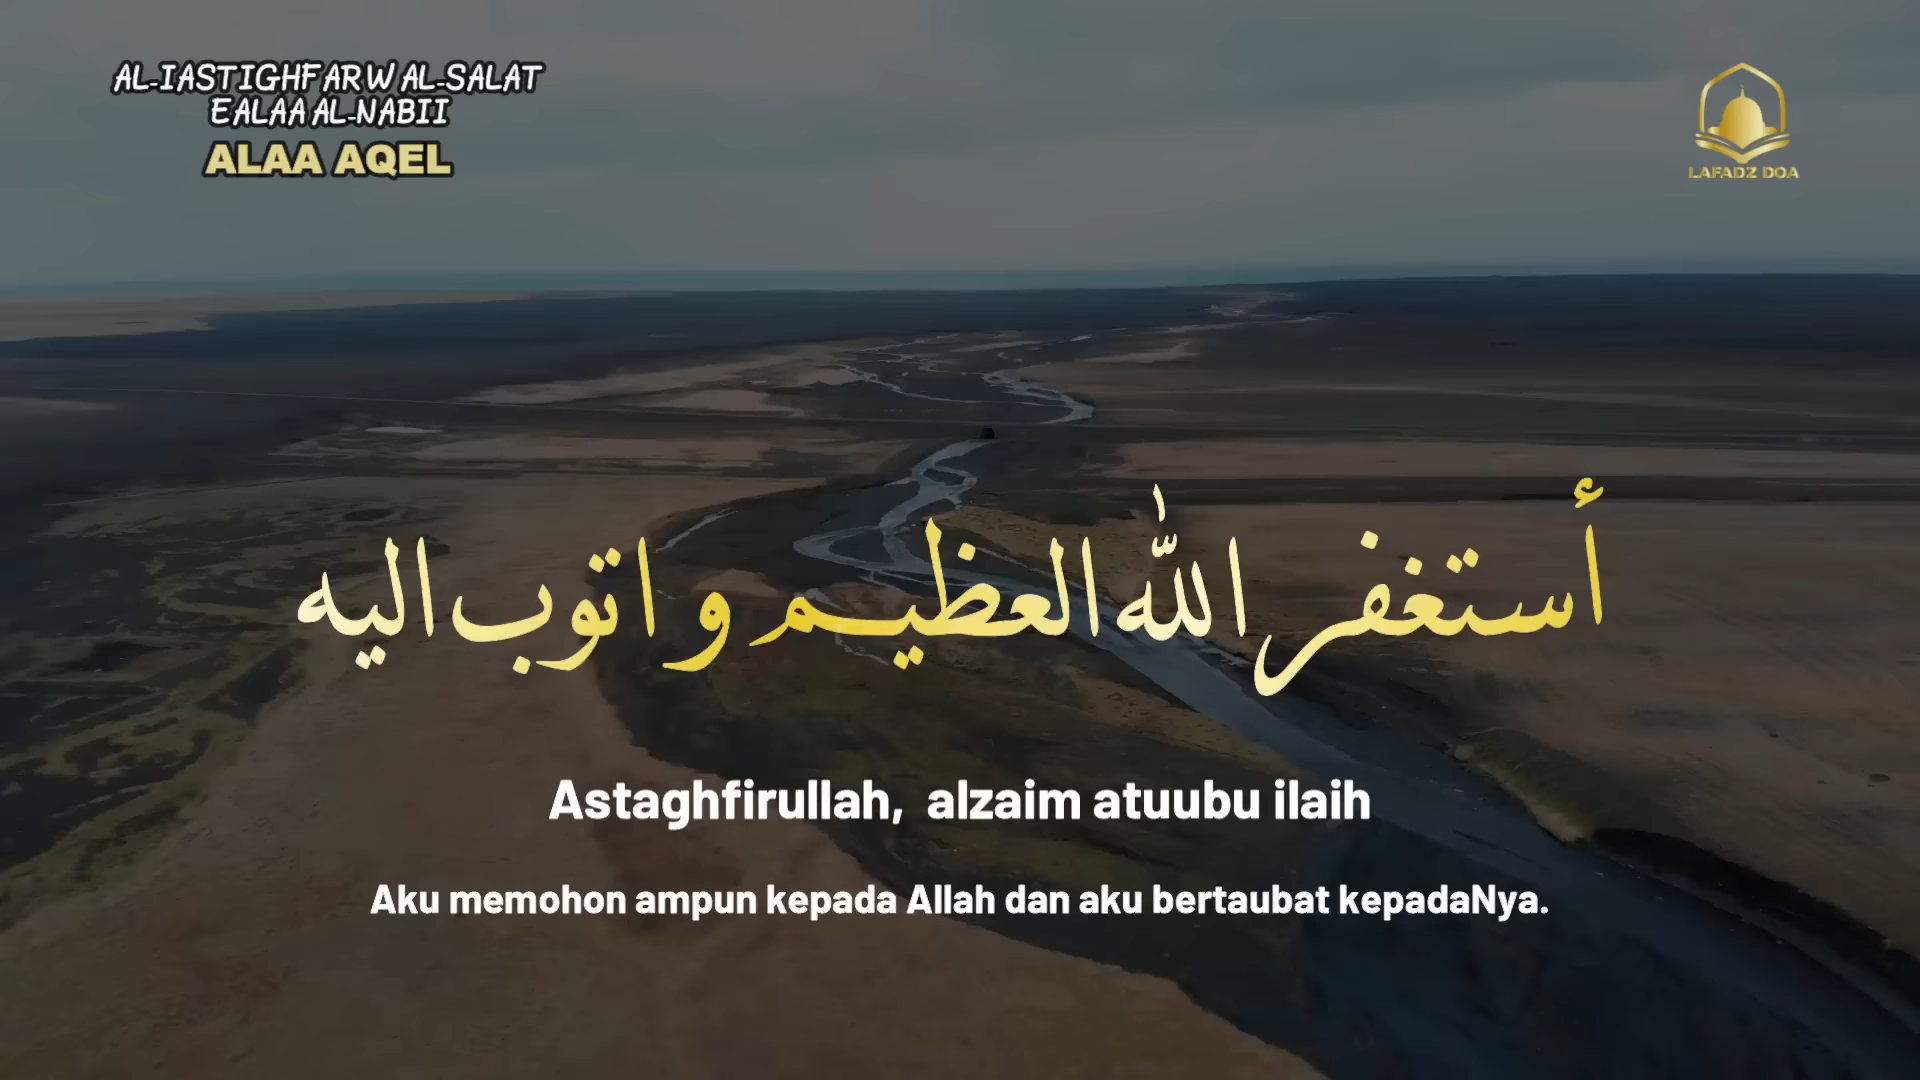 AL-IASTIGHFAR W AL-SALAT
EALAA AL-NABII
ALAA AQEL
LAFADZ DOA
أستغفر الله العظيم و اتوب اليه
Astaghfirullah, alzaim atuubu ilaih
Aku memohon ampun kepada Allah dan aku bertaubat kepadaNya.